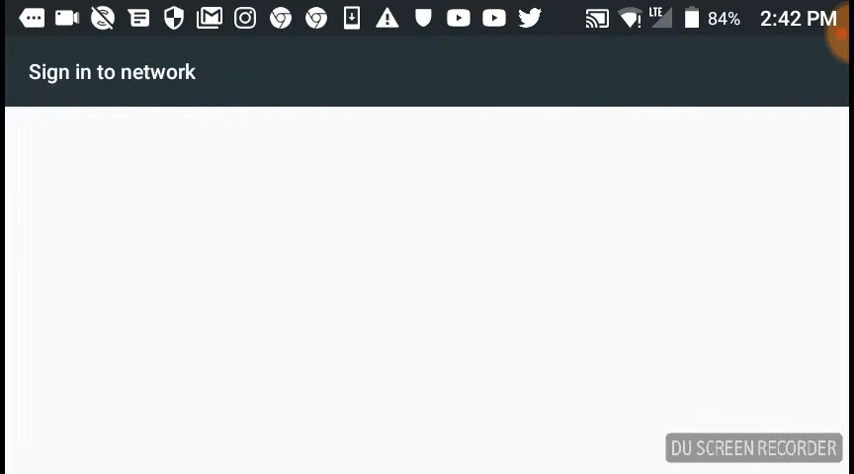 LTE 84% 2:42 PM
Sign in to network
DU SCREEN RECORDER